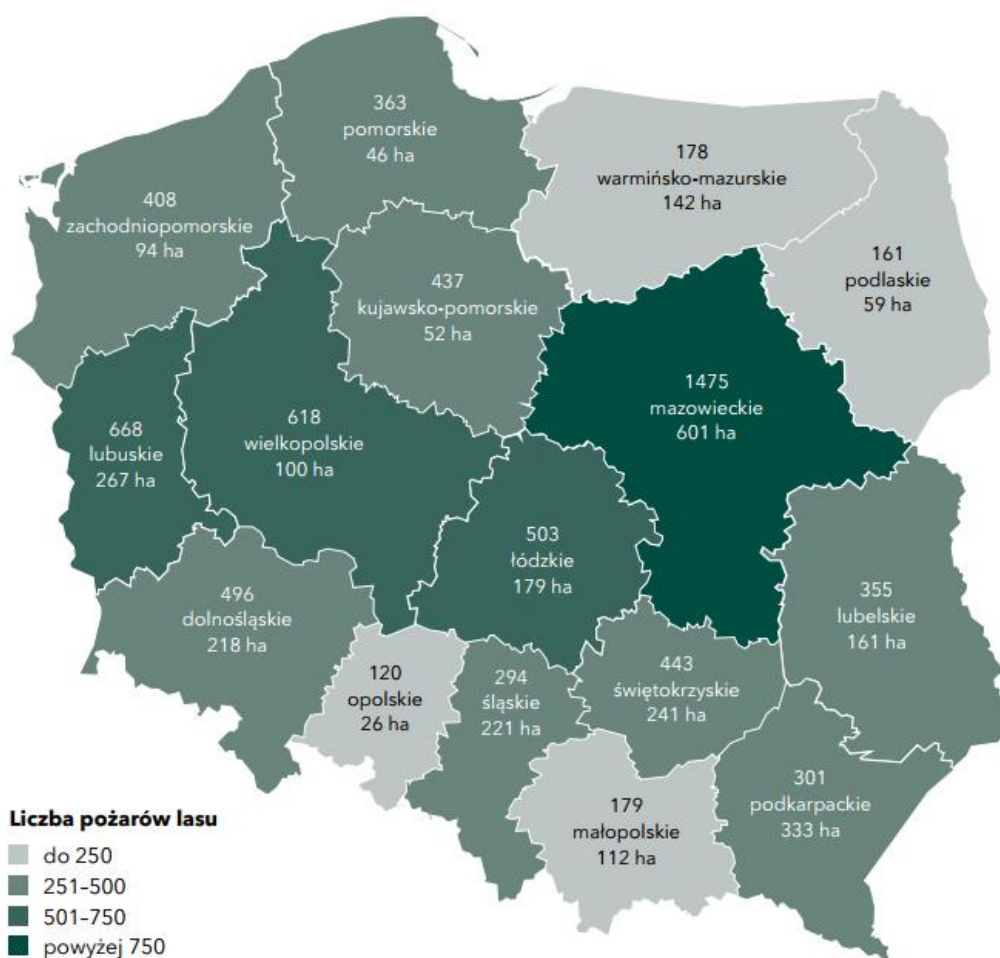 363
pomorskie
46 ha
178
warmińsko-mazurskie
142 ha
408
zachodniopomorskie
94 ha
161
podlaskie
59 ha
437
kujawsko-pomorskie
52 ha
1475
mazowieckie
601 ha
668
lubuskie
267 ha
618
wielkopolskie
100 ha
503
łódzkie
179 ha
355
lubelskie
161 ha
496
dolnośląskie
218 ha
120
opolskie
26 ha
294
śląskie
221 ha
443
świętokrzyskie
241 ha
179
małopolskie
112 ha
301
podkarpackie
333 ha
Liczba pożarów lasu
do 250
251–500
501–750
powyżej 750